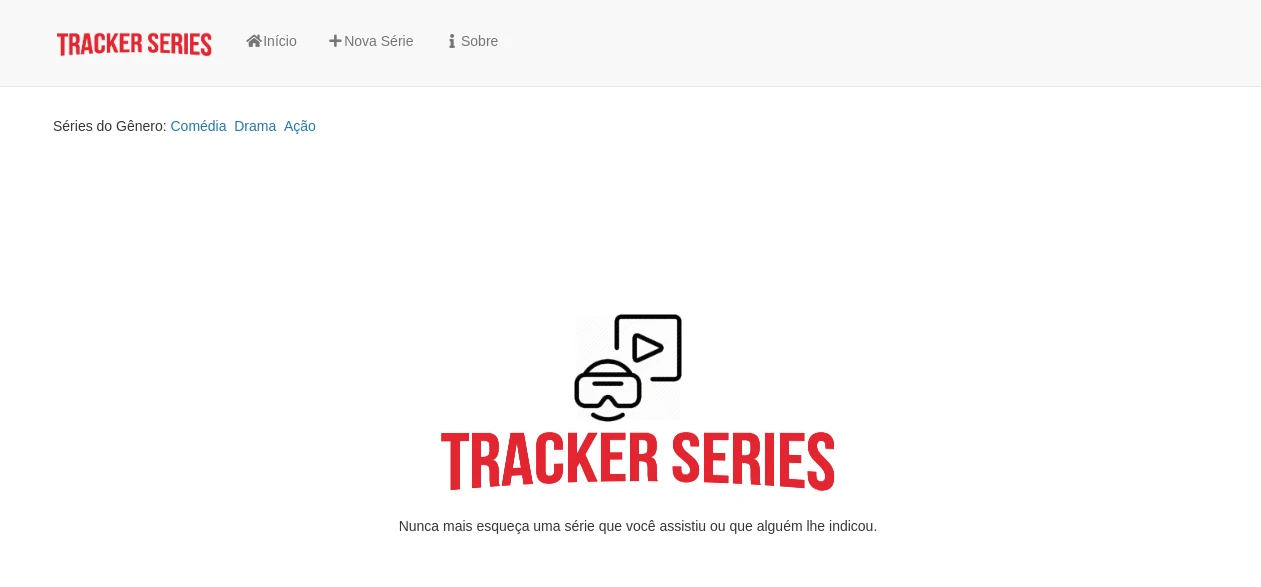 TRACKER SERIES Início Nova Série Sobre
Séries do Gênero: Comédia Drama Ação
TRACKER SERIES
Nunca mais esqueça uma série que você assistiu ou que alguém lhe indicou.